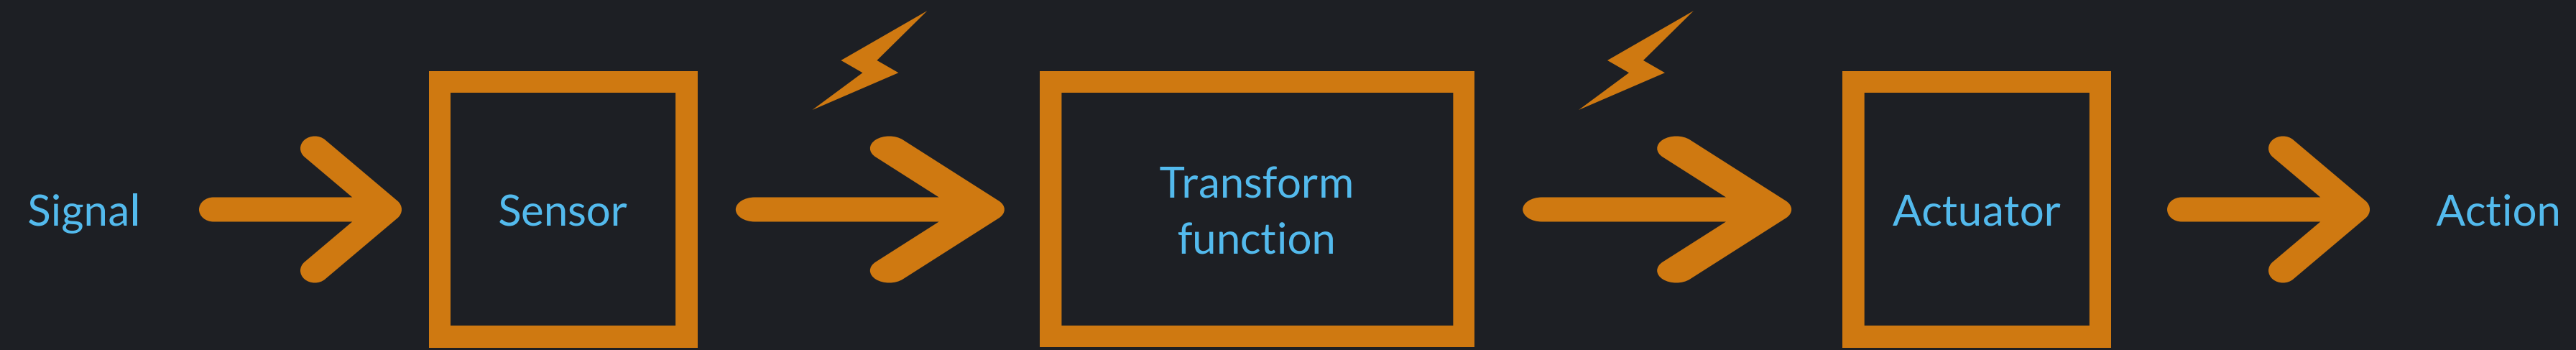 Signal
Sensor
Transform
function
Actuator
Action